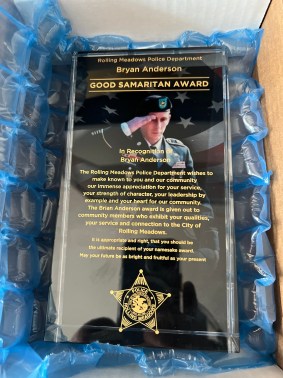 Rolling Meadows Police Department
Bryan Anderson
GOOD SAMARITAN AWARD
In Recognition
Bryan Anderson
The Rolling Meadows Police Department wishes to
make known to you and our community
our immense appreciation for your service,
your strength of character, your leadership by
example and your heart for our community.
The Brian Anderson award is given out to
community members who exhibit your qualities,
your service and connection to the City of
Rolling Meadows.
It is appropriate and right, that you should be
the ultimate recipient of your namesake award.
May your future be as bright and fruitful as your present
POLICE
ROLLING MEADOWS